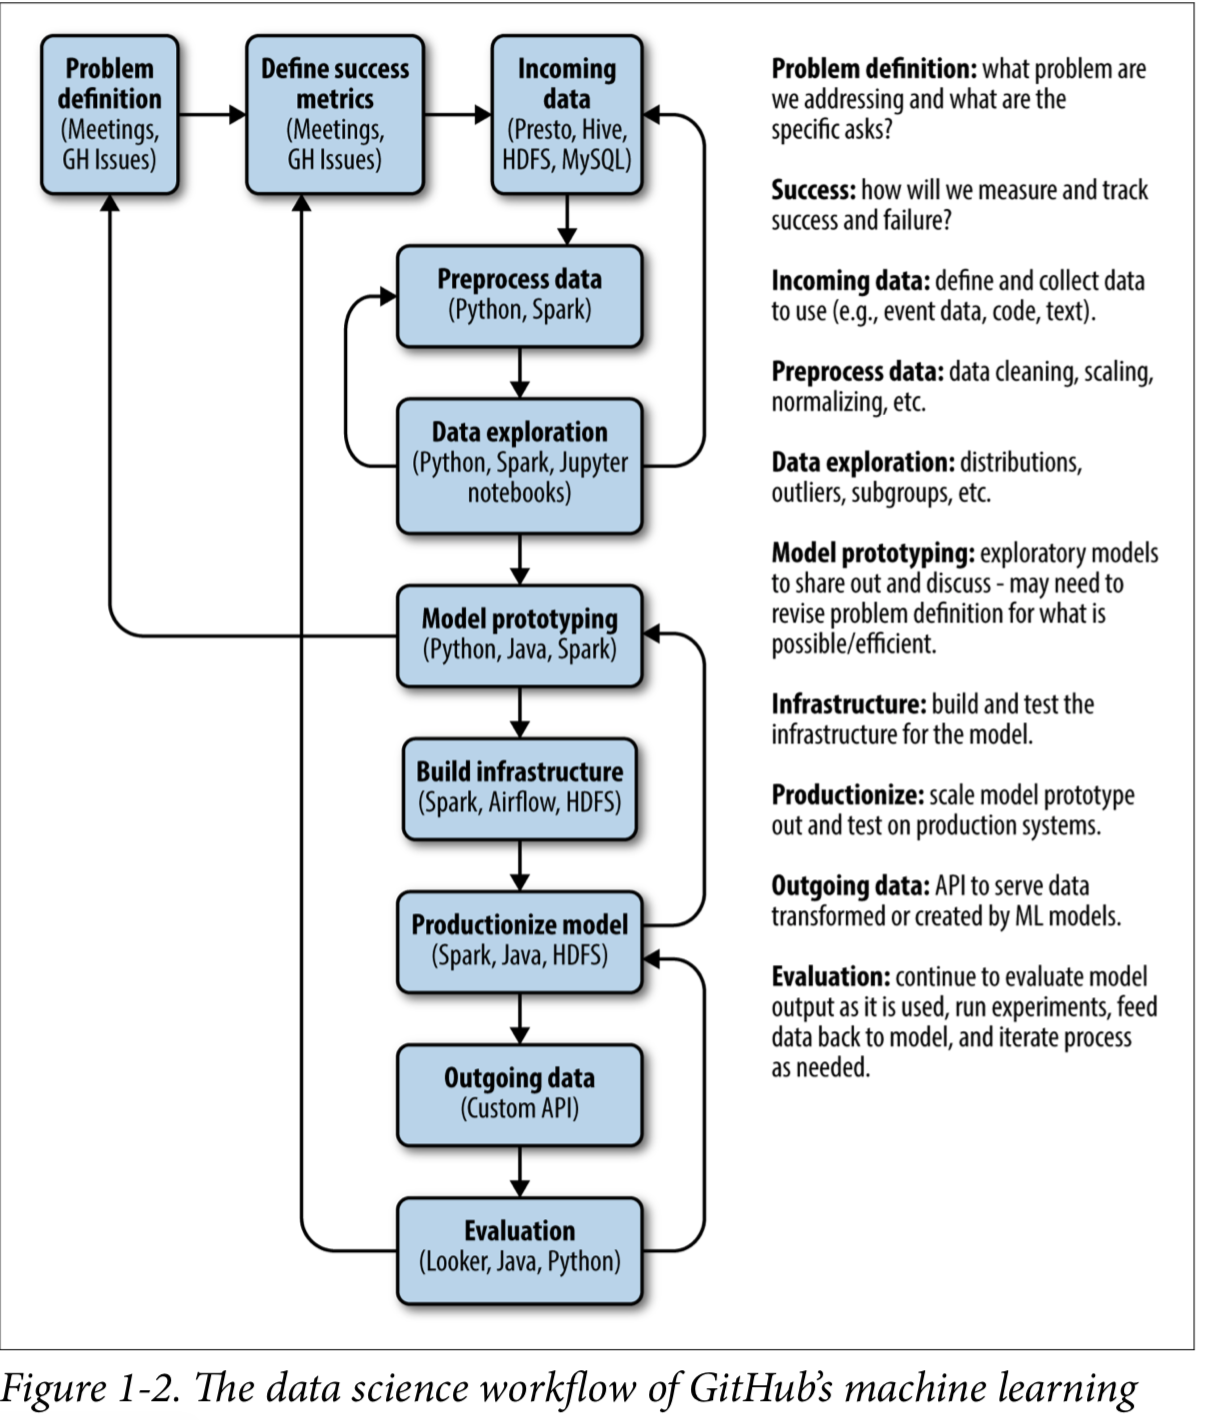 Problem
definition
(Meetings,
GH Issues)
Define success
metrics
(Meetings,
GH Issues)
Incoming
data
(Presto, Hive,
HDFS, MySQL)
Preprocess data
(Python, Spark)
Data exploration
(Python, Spark, Jupyter
notebooks)
Model prototyping
(Python, Java, Spark)
Build infrastructure
(Spark, Airflow, HDFS)
Productionize model
(Spark, Java, HDFS)
Outgoing data
(Custom API)
Evaluation
(Looker, Java, Python)
Problem definition: what problem are
we addressing and what are the
specific asks?
Success: how will we measure and track
success and failure?
Incoming data: define and collect data
to use (e.g., event data, code, text).
Preprocess data: data cleaning, scaling,
normalizing, etc.
Data exploration: distributions,
outliers, subgroups, etc.
Model prototyping: exploratory models
to share out and discuss - may need to
revise problem definition for what is
possible/efficient.
Infrastructure: build and test the
infrastructure for the model.
Productionize: scale model prototype
out and test on production systems.
Outgoing data: API to serve data
transformed or created by ML models.
Evaluation: continue to evaluate model
output as it is used, run experiments, feed
data back to model, and iterate process
as needed.
Figure 1-2. The data science workflow of GitHub’s machine learning